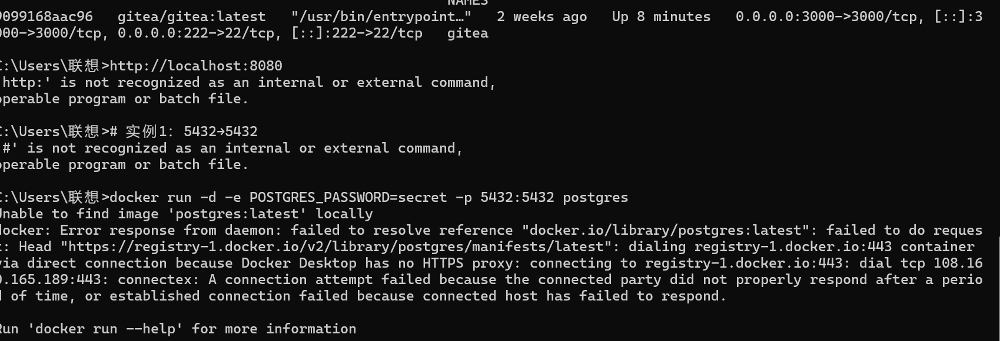 NAMES
9099168aac96   gitea/gitea:latest   "/usr/bin/entrypoint…"   2 weeks ago   Up 8 minutes   0.0.0.0:3000->3000/tcp, [::]:3
000->3000/tcp, 0.0.0.0:222->22/tcp, [::]:222->22/tcp   gitea
C:\Users\联想>http://localhost:8080
'http:' is not recognized as an internal or external command,
operable program or batch file.
C:\Users\联想># 实例1：5432→5432
'#' is not recognized as an internal or external command,
operable program or batch file.
C:\Users\联想>docker run -d -e POSTGRES_PASSWORD=secret -p 5432:5432 postgres
Unable to find image 'postgres:latest' locally
docker: Error response from daemon: failed to resolve reference "docker.io/library/postgres:latest": failed to do reques
t: Head "https://registry-1.docker.io/v2/library/postgres/manifests/latest": dialing registry-1.docker.io:443 container
via direct connection because Docker Desktop has no HTTPS proxy: connecting to registry-1.docker.io:443: dial tcp 108.16
0.165.189:443: connectex: A connection attempt failed because the connected party did not properly respond after a perio
d of time, or established connection failed because connected host has failed to respond.
Run 'docker run --help' for more information